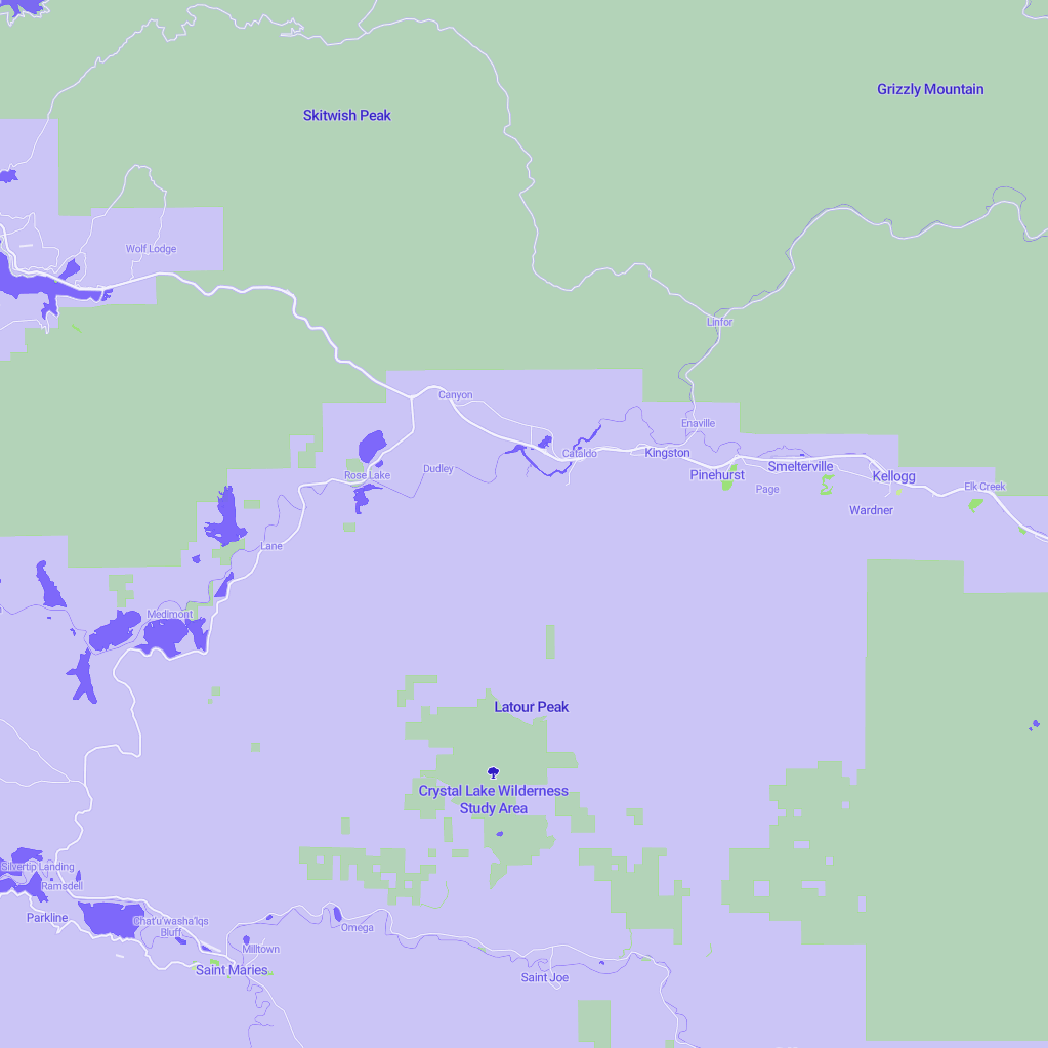 Grizzly Mountain
Skitwish Peak
Wolf Lodge
Linfor
Canyon
Enaville
Kingston
Cataldo
Dudley
Rose Lake
Smelterville
Pinehurst
Kellogg
Page
Elk Creek
Wardner
Lane
Medimont
Latour Peak
Crystal Lake Wilderness
Study Area
Silvertip Landing
Ramsdell
Parkline
Chatu'washa'lqs
Bluff
Omega
Milltown
Saint Maries
Saint Joe